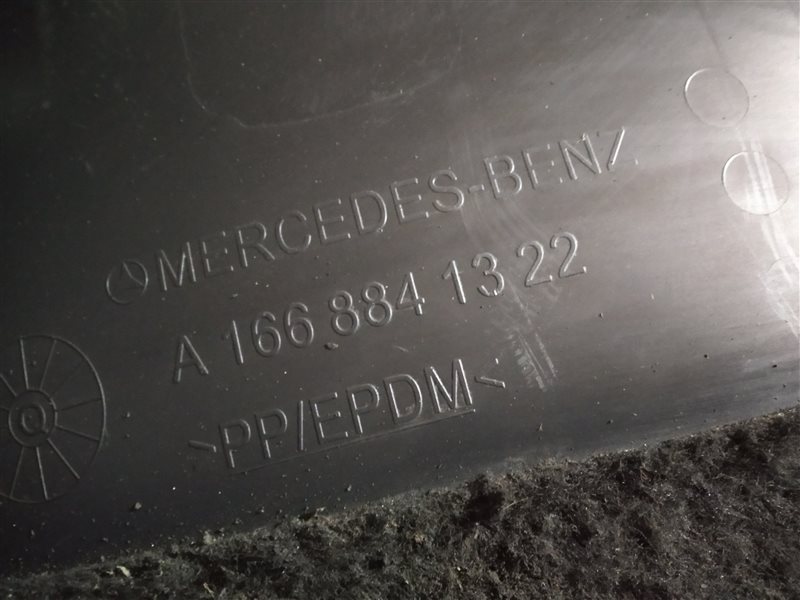 MERCEDES-BENZ
A 166 884 13 22
>PP/EPDM<